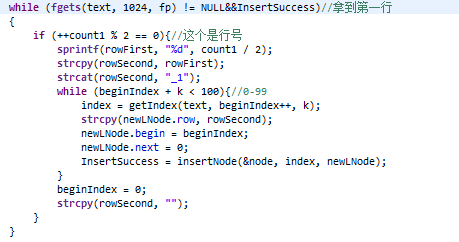 while (fgets(text, 1024, fp) != NULL&&InsertSuccess)//拿到第一行
{
if (++count1 % 2 == 0){//这个是行号
sprintf(rowFirst, "%d", count1 / 2);
strcpy(rowSecond, rowFirst);
strcat(rowSecond, "_1");
while (beginIndex + k < 100){//0-99
index = getIndex(text, beginIndex++, k);
strcpy(newLNode.row, rowSecond);
newLNode.begin = beginIndex;
newLNode.next = 0;
InsertSuccess = insertNode(&node, index, newLNode);
}
beginIndex = 0;
strcpy(rowSecond, "");
}
}